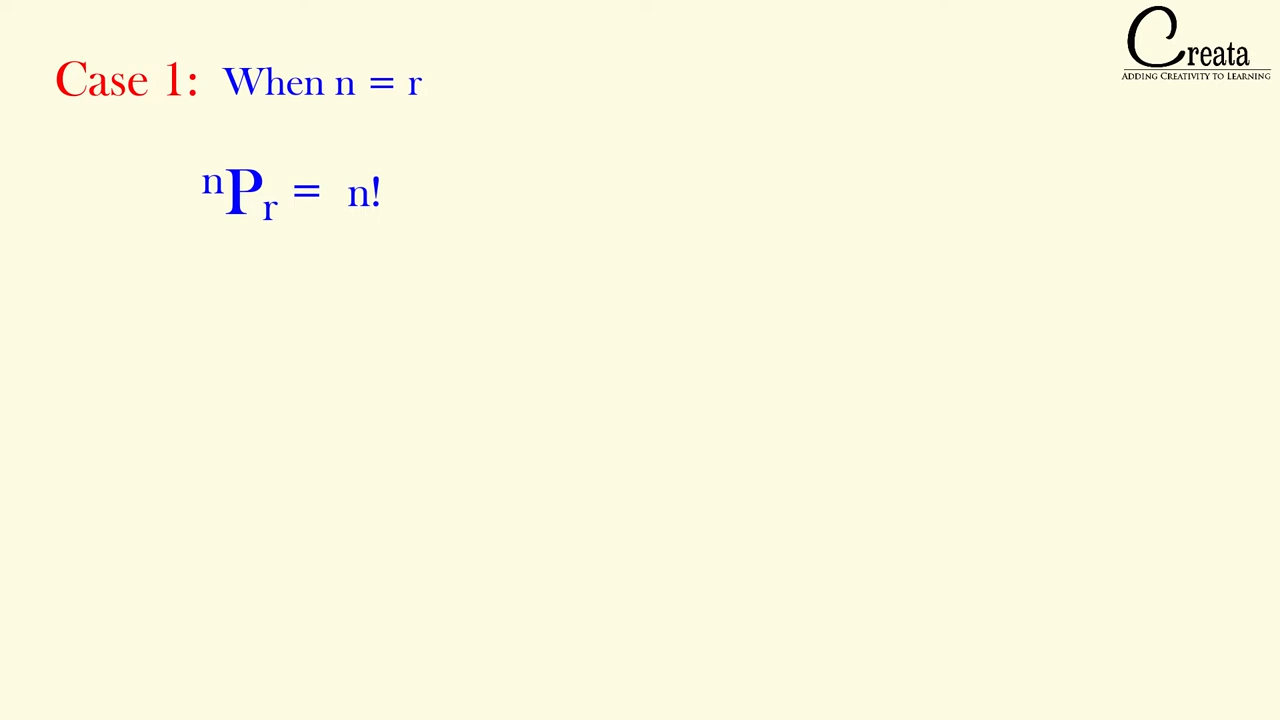 Creata
ADDING CREATIVITY TO LEARNING
Case 1: When n = r
ⁿPᵣ = n!